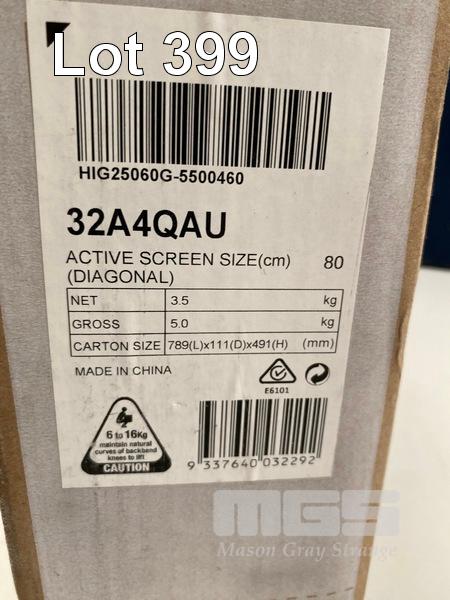 Lot 399
HIG25060G-5500460
32A4QAU
ACTIVE SCREEN SIZE(cm) 80
(DIAGONAL)
NET 3.5 kg
GROSS 5.0 kg
CARTON SIZE 789(L)x111(D)x491(H) (mm)
MADE IN CHINA
E6101
6 to 16Kg
maintain natural
curves of backband
knees to lift
CAUTION
9 337640 032292
MGS
Mason Gray Strange